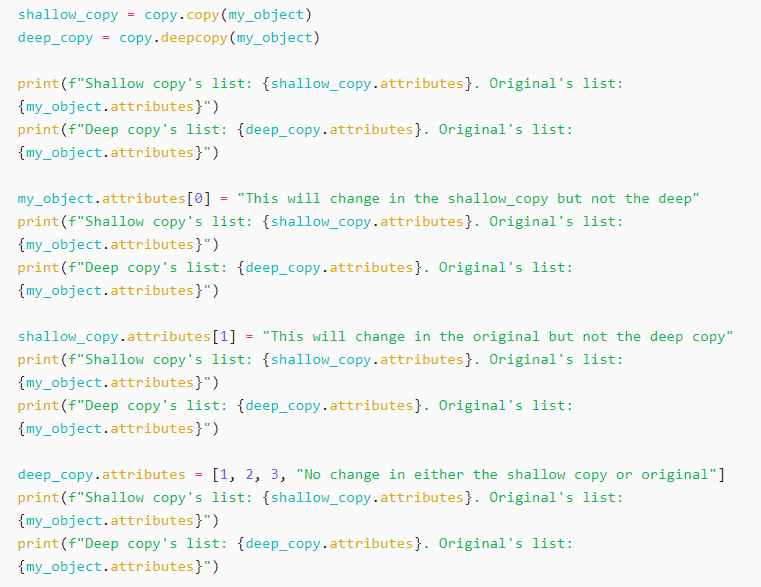 shallow_copy = copy.copy(my_object)
deep_copy = copy.deepcopy(my_object)
print(f"Shallow copy's list: {shallow_copy.attributes}. Original's list:
{my_object.attributes}")
print(f"Deep copy's list: {deep_copy.attributes}. Original's list:
{my_object.attributes}")
my_object.attributes[0] = "This will change in the shallow_copy but not the deep"
print(f"Shallow copy's list: {shallow_copy.attributes}. Original's list:
{my_object.attributes}")
print(f"Deep copy's list: {deep_copy.attributes}. Original's list:
{my_object.attributes}")
shallow_copy.attributes[1] = "This will change in the original but not the deep copy"
print(f"Shallow copy's list: {shallow_copy.attributes}. Original's list:
{my_object.attributes}")
print(f"Deep copy's list: {deep_copy.attributes}. Original's list:
{my_object.attributes}")
deep_copy.attributes = [1, 2, 3, "No change in either the shallow copy or original"]
print(f"Shallow copy's list: {shallow_copy.attributes}. Original's list:
{my_object.attributes}")
print(f"Deep copy's list: {deep_copy.attributes}. Original's list:
{my_object.attributes}")